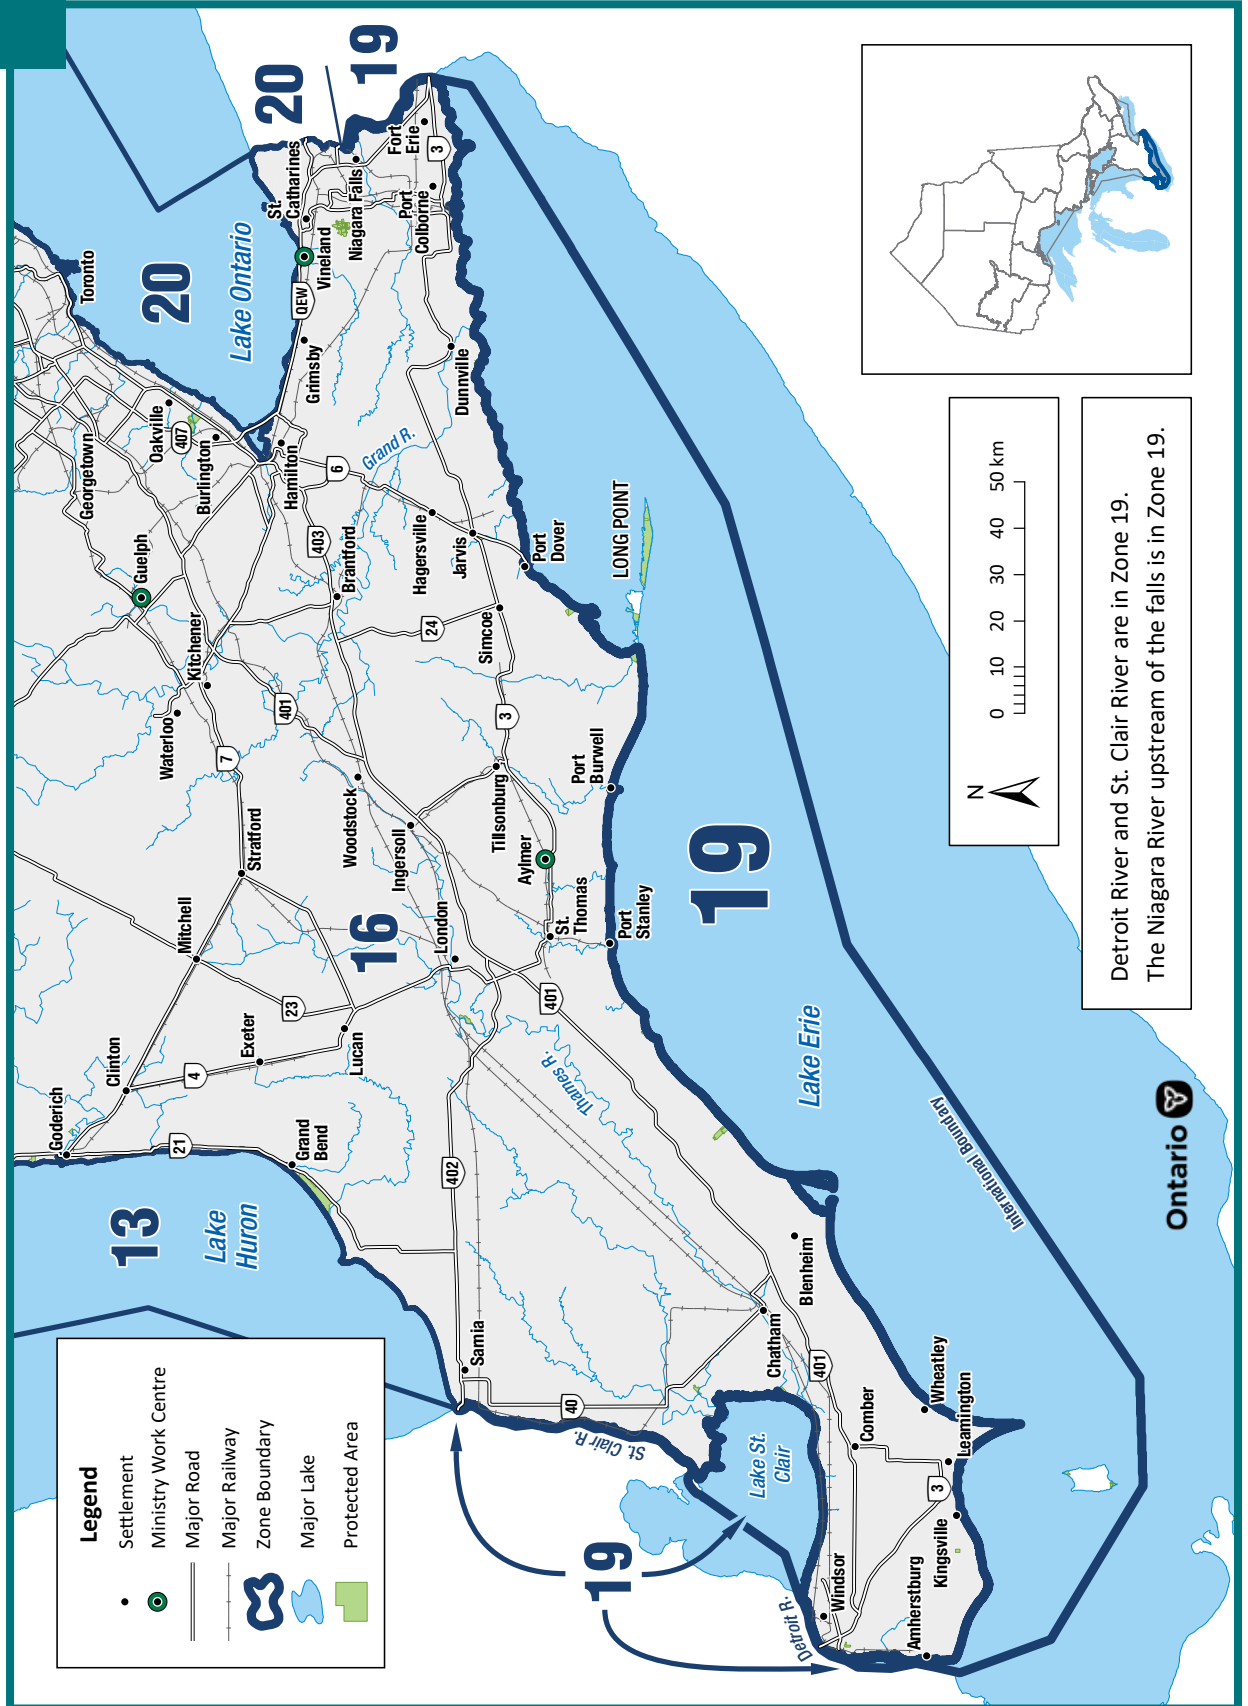 Legend
Settlement
Ministry Work Centre
Major Road
Major Railway
Zone Boundary
Major Lake
Protected Area
13
Lake
Huron
Goderich
Clinton
21
4
Grand
Bend
Exeter
Mitchell
23
Lucan
Stratford
7
Waterloo
Kitchener
Guelph
Georgetown
Oakville
407
Burlington
Toronto
20
Lake Ontario
20
19
St.
Catharines
Vineland
QEW
Grimsby
Niagara Falls
Fort
Erie
3
Port
Colborne
Hamilton
6
Grand R.
Dunnville
403
Brantford
401
Hagersville
Jarvis
24
Simcoe
Port
Dover
LONG POINT
Woodstock
Ingersoll
16
London
3
Tillsonburg
Aylmer
St.
Thomas
Port
Burwell
Port
Stanley
401
19
402
Thames R.
Lake Erie
Sarnia
40
St. Clair R.
Chatham
Blenheim
401
Lake St.
Clair
Comber
Wheatley
Leamington
3
Kingsville
19
Windsor
Detroit R.
Amherstburg
International Boundary
N
0 10 20 30 40 50 km
Detroit River and St. Clair River are in Zone 19.
The Niagara River upstream of the falls is in Zone 19.
Ontario